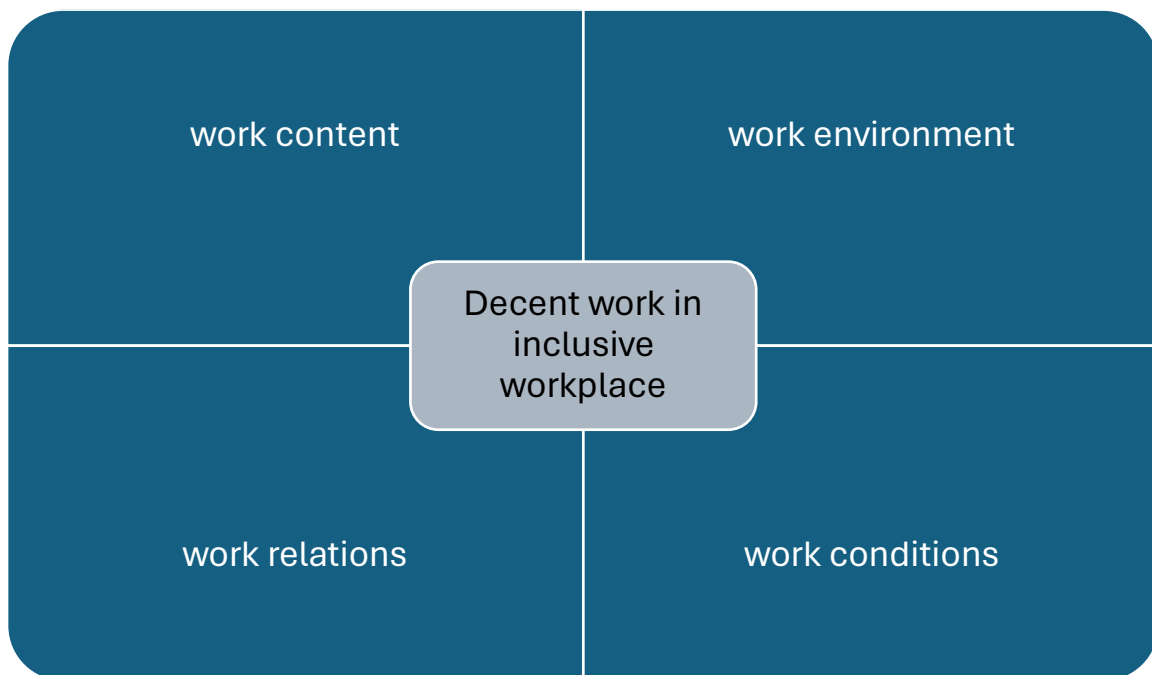 work content
work environment
Decent work in
inclusive
workplace
work relations
work conditions